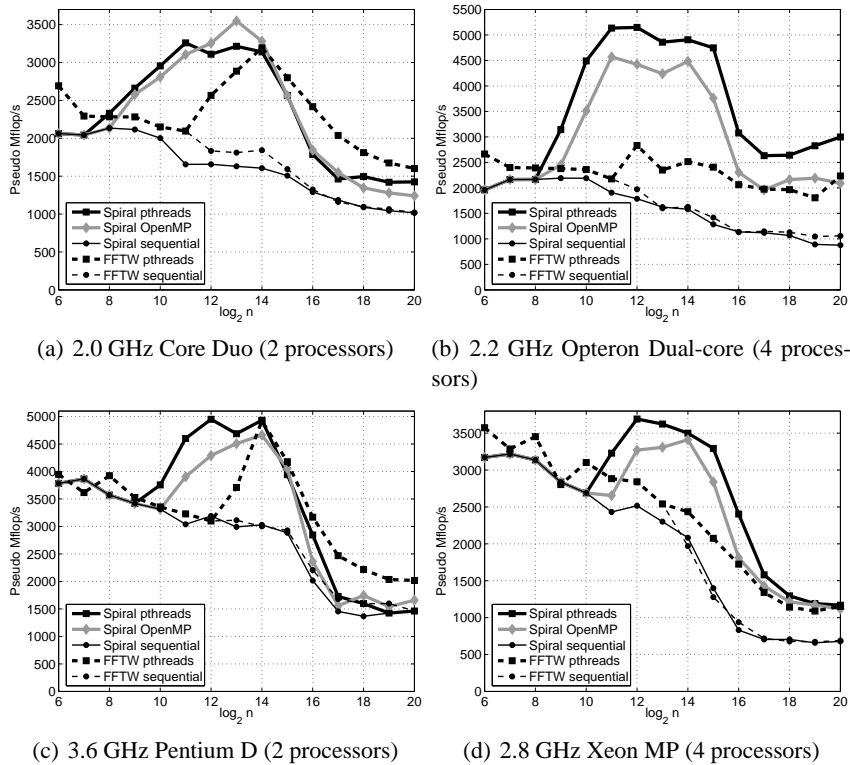 3500
3000
2500
2000
1500
1000
500
0
Pseudo Mflop/s
Spiral pthreads
Spiral OpenMP
Spiral sequential
FFTW pthreads
FFTW sequential
6 8 10 12 14 16 18 20
log2 n
(a) 2.0 GHz Core Duo (2 processors)
5500
5000
4500
4000
3500
3000
2500
2000
1500
1000
500
0
Pseudo Mflop/s
Spiral pthreads
Spiral OpenMP
Spiral sequential
FFTW pthreads
FFTW sequential
6 8 10 12 14 16 18 20
log2 n
(b) 2.2 GHz Opteron Dual-core (4 proces-
sors)
5000
4500
4000
3500
3000
2500
2000
1500
1000
500
0
Pseudo Mflop/s
Spiral pthreads
Spiral OpenMP
Spiral sequential
FFTW pthreads
FFTW sequential
6 8 10 12 14 16 18 20
log2 n
(c) 3.6 GHz Pentium D (2 processors)
3500
3000
2500
2000
1500
1000
500
0
Pseudo Mflop/s
Spiral pthreads
Spiral OpenMP
Spiral sequential
FFTW pthreads
FFTW sequential
6 8 10 12 14 16 18 20
log2 n
(d) 2.8 GHz Xeon MP (4 processors)